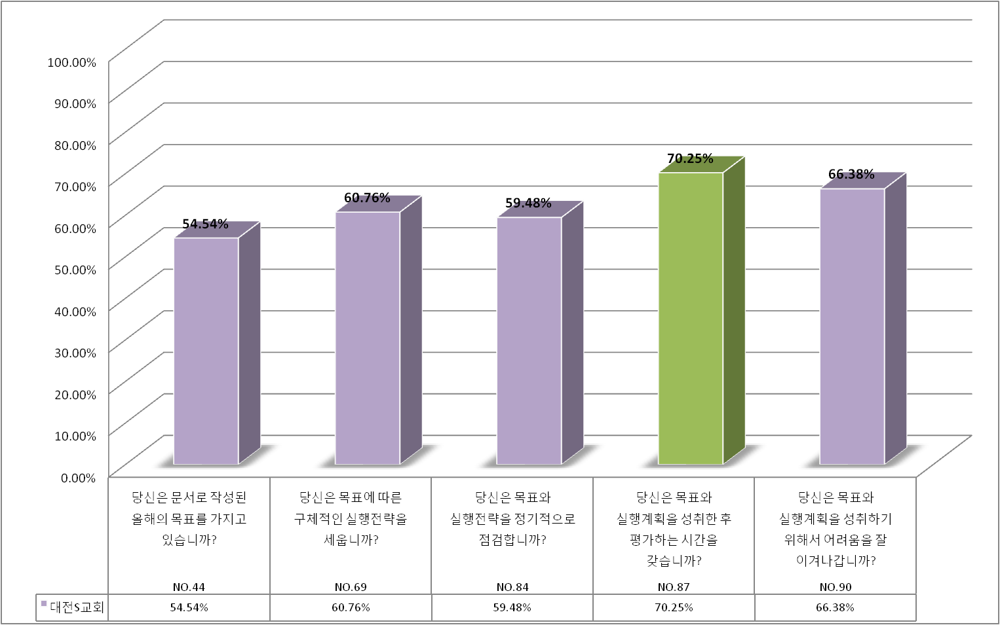 100.00%
90.00%
80.00%
70.00%
60.00%
50.00%
40.00%
30.00%
20.00%
10.00%
0.00%
54.54%
60.76%
59.48%
70.25%
66.38%
당신은 문서로 작성된
올해의 목표를 가지고
있습니까?
NO.44
당신은 목표에 따른
구체적인 실행전략을
세웁니까?
NO.69
당신은 목표와
실행전략을 정기적으로
점검합니까?
NO.84
당신은 목표와
실행계획을 성취한 후
평가하는 시간을
갖습니까?
NO.87
당신은 목표와
실행계획을 성취하기
위해서 어려움을 잘
이겨나갑니까?
NO.90
대전S교회 54.54% 60.76% 59.48% 70.25% 66.38%